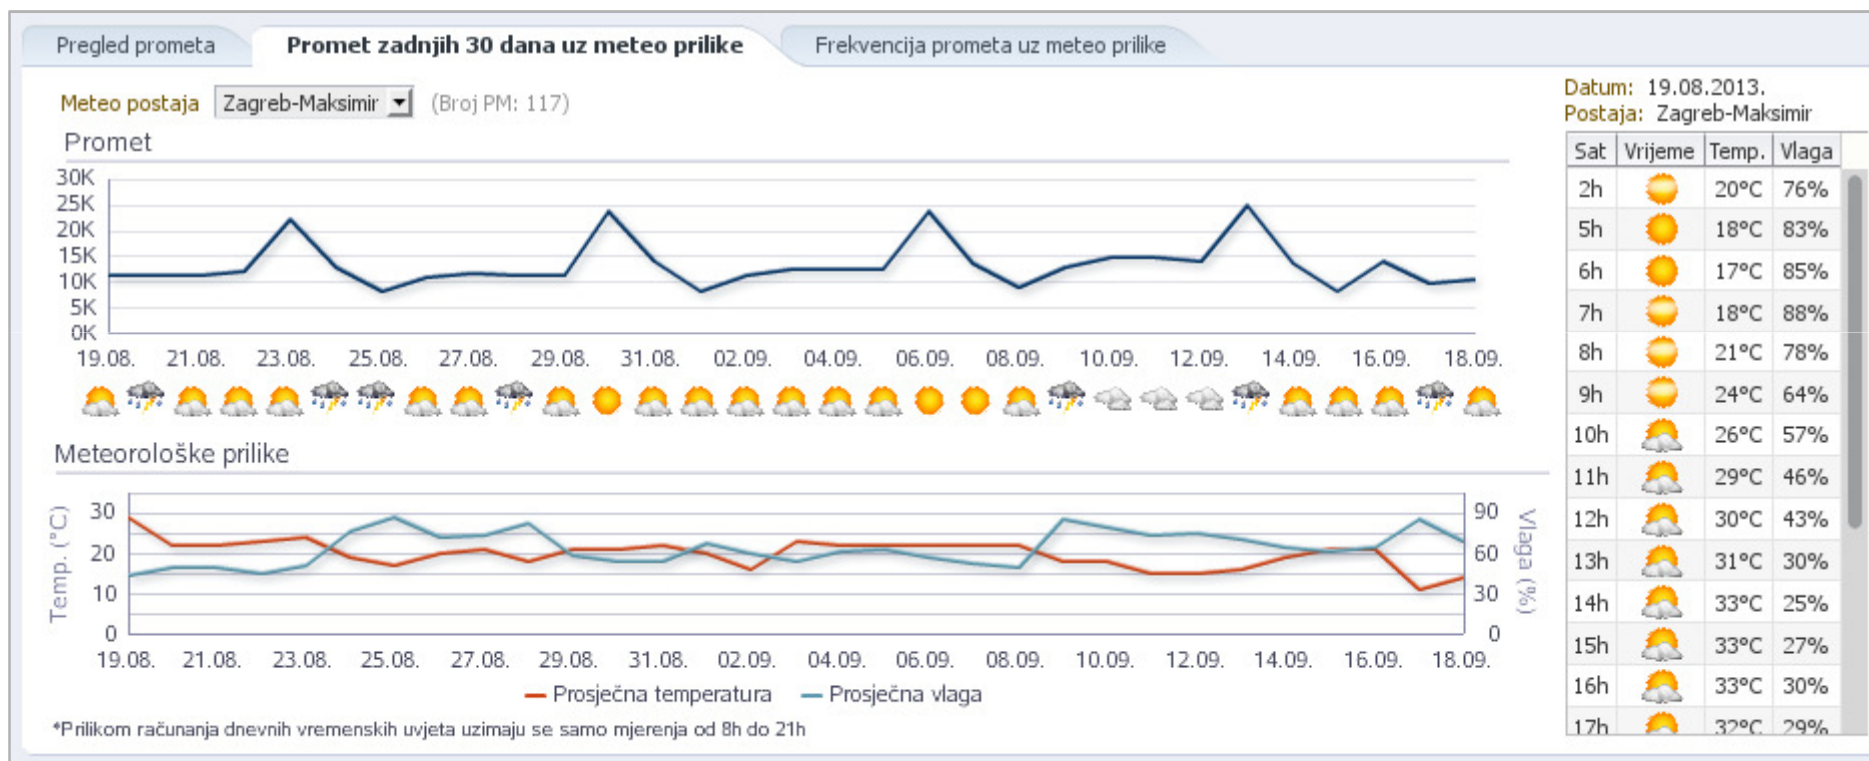 Pregled prometa
Promet zadnjih 30 dana uz meteo prilike
Frekvencija prometa uz meteo prilike
Meteo postaja Zagreb-Maksimir (Broj PM: 117)
Promet
30K
25K
20K
15K
10K
5K
0K
19.08. 21.08. 23.08. 25.08. 27.08. 29.08. 31.08. 02.09. 04.09. 06.09. 08.09. 10.09. 12.09. 14.09. 16.09. 18.09.
Meteorološke prilike
Temp. (°C)
30
20
10
0
90
60
30
0
Vlaga (%)
19.08. 21.08. 23.08. 25.08. 27.08. 29.08. 31.08. 02.09. 04.09. 06.09. 08.09. 10.09. 12.09. 14.09. 16.09. 18.09.
Prosječna temperatura Prosječna vlaga
*Prilikom računanja dnevnih vremenskih uvjeta uzimaju se samo mjerenja od 8h do 21h
Datum: 19.08.2013.
Postaja: Zagreb-Maksimir
Sat Vrijeme Temp. Vlaga
2h 20°C 76%
5h 18°C 83%
6h 17°C 85%
7h 18°C 88%
8h 21°C 78%
9h 24°C 64%
10h 26°C 57%
11h 29°C 46%
12h 30°C 43%
13h 31°C 30%
14h 33°C 25%
15h 33°C 27%
16h 33°C 30%
17h 32°C 29%